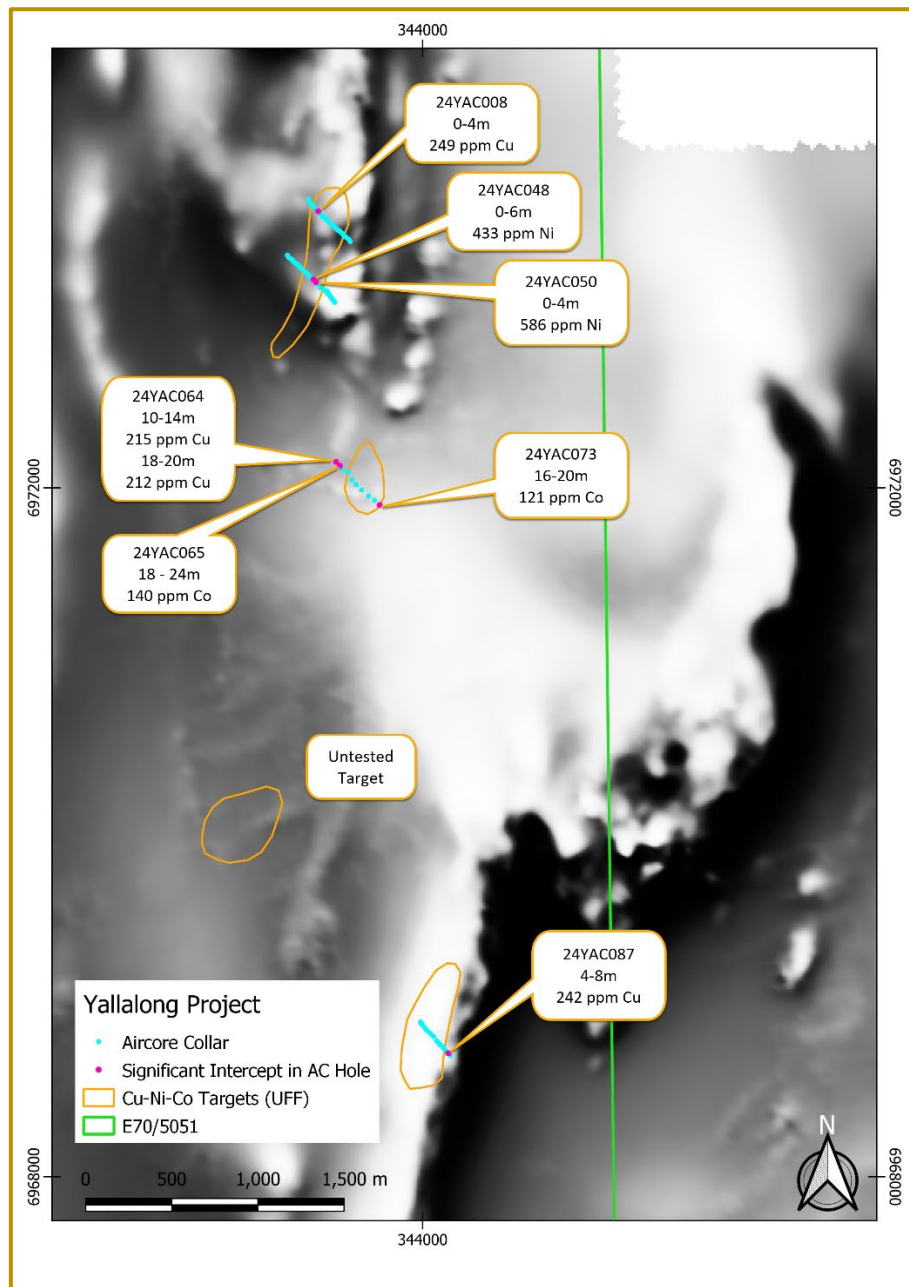 344000
24YAC008
0-4m
249 ppm Cu
24YAC048
0-6m
433 ppm Ni
24YAC050
0-4m
586 ppm Ni
24YAC064
10-14m
215 ppm Cu
18-20m
212 ppm Cu
24YAC073
16-20m
121 ppm Co
6972000
6972000
24YAC065
18 - 24m
140 ppm Co
Untested
Target
24YAC087
4-8m
242 ppm Cu
Yallalong Project
Aircore Collar
Significant Intercept in AC Hole
Cu-Ni-Co Targets (UFF)
E70/5051
0 500 1,000 1,500 m
N
6968000
6968000
344000